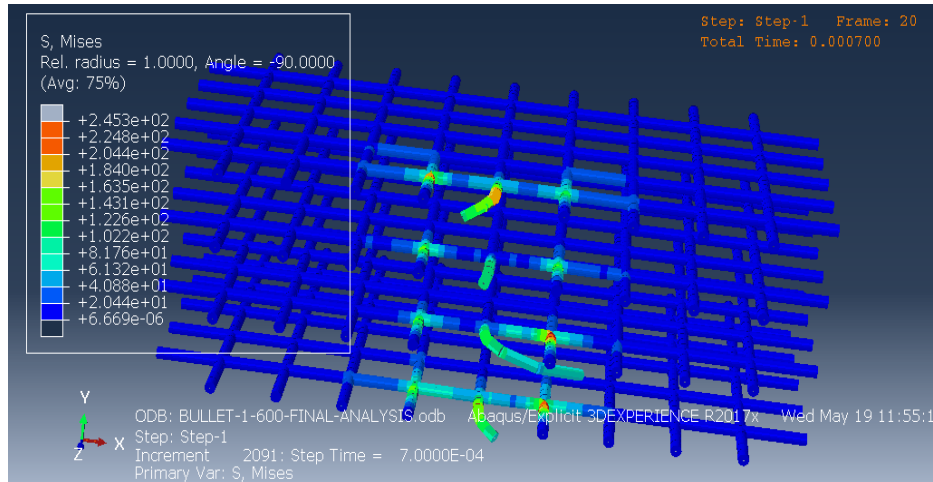 Step: Step-1 Frame: 20
Total Time: 0.000700
S, Mises
Rel. radius = 1.0000, Angle = -90.0000
(Avg: 75%)
+2.453e+02
+2.248e+02
+2.044e+02
+1.840e+02
+1.635e+02
+1.431e+02
+1.226e+02
+1.022e+02
+8.176e+01
+6.132e+01
+4.088e+01
+2.044e+01
+6.669e-06
Y
X
Z
ODB: BULLET-1-600-FINAL-ANALYSIS.odb Abaqus/Explicit 3DEXPERIENCE R2017x Wed May 19 11:55:1
Step: Step-1
Increment 2091: Step Time = 7.0000E-04
Primary Var: S, Mises